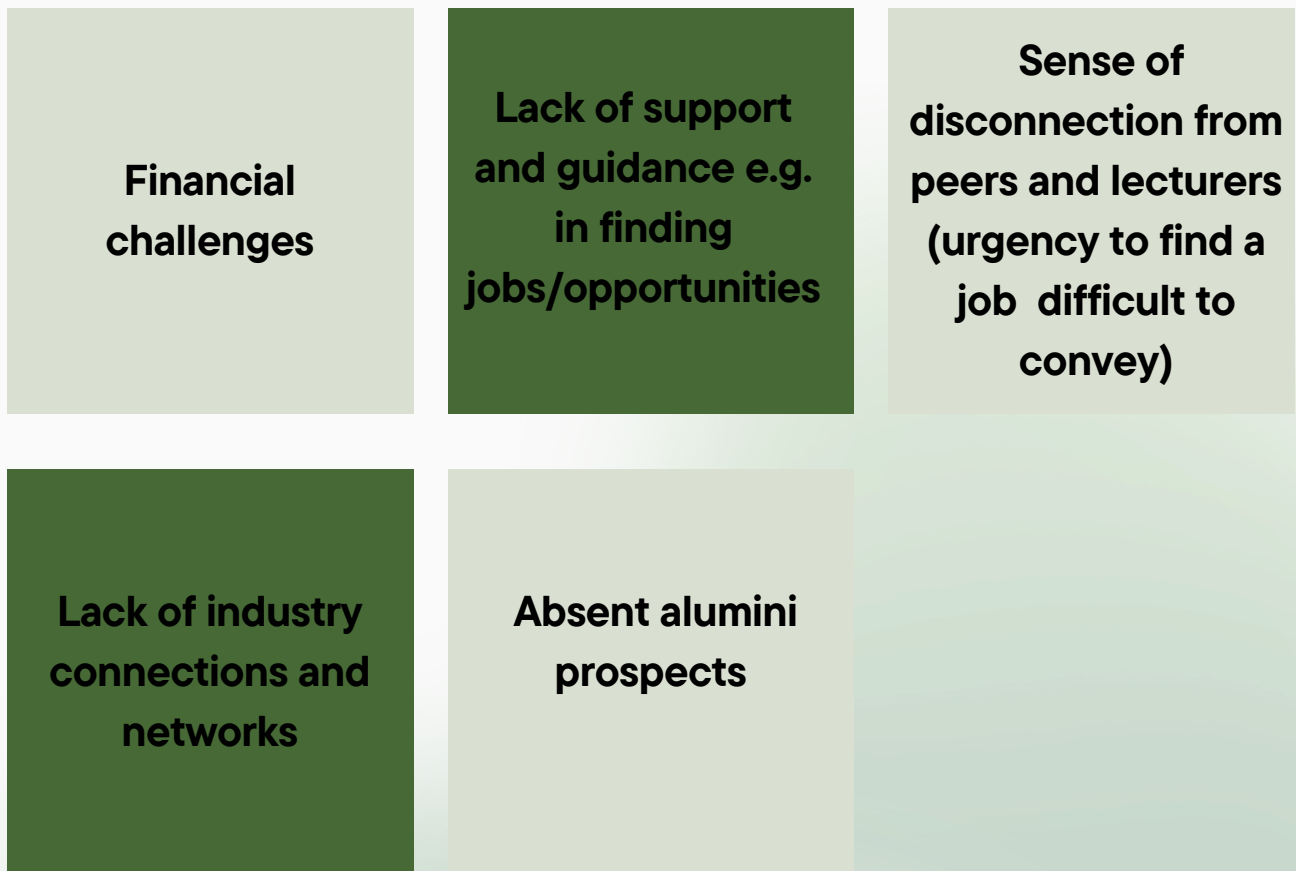 Financial
challenges
Lack of support
and guidance e.g.
in finding
jobs/opportunities
Sense of
disconnection from
peers and lecturers
(urgency to find a
job  difficult to
convey)
Lack of industry
connections and
networks
Absent alumini
prospects